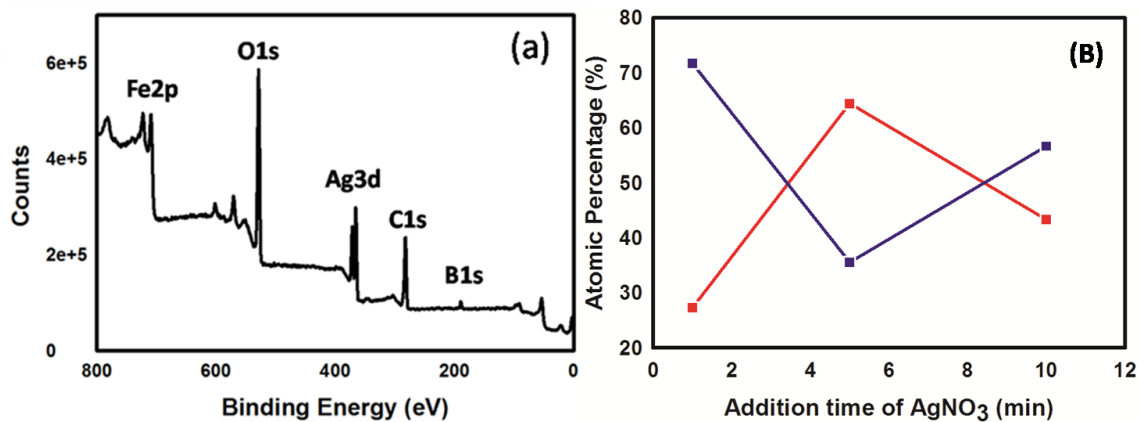 (a)
O1s
Fe2p
Ag3d
C1s
B1s
6e+5
4e+5
2e+5
0
Counts
800
600
400
200
0
Binding Energy (eV)
(B)
80
70
60
50
40
30
20
Atomic Percentage (%)
0
2
4
6
8
10
12
Addition time of AgNO₃ (min)